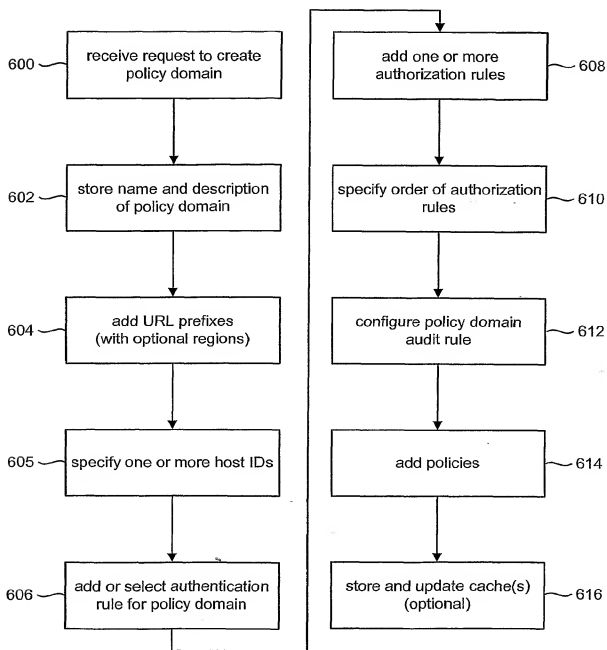 600
receive request to create
policy domain
602
store name and description
of policy domain
604
add URL prefixes
(with optional regions)
605
specify one or more host IDs
606
add or select authentication
rule for policy domain
add one or more
authorization rules
608
specify order of authorization
rules
610
configure policy domain
audit rule
612
add policies
614
store and update cache(s)
(optional)
616